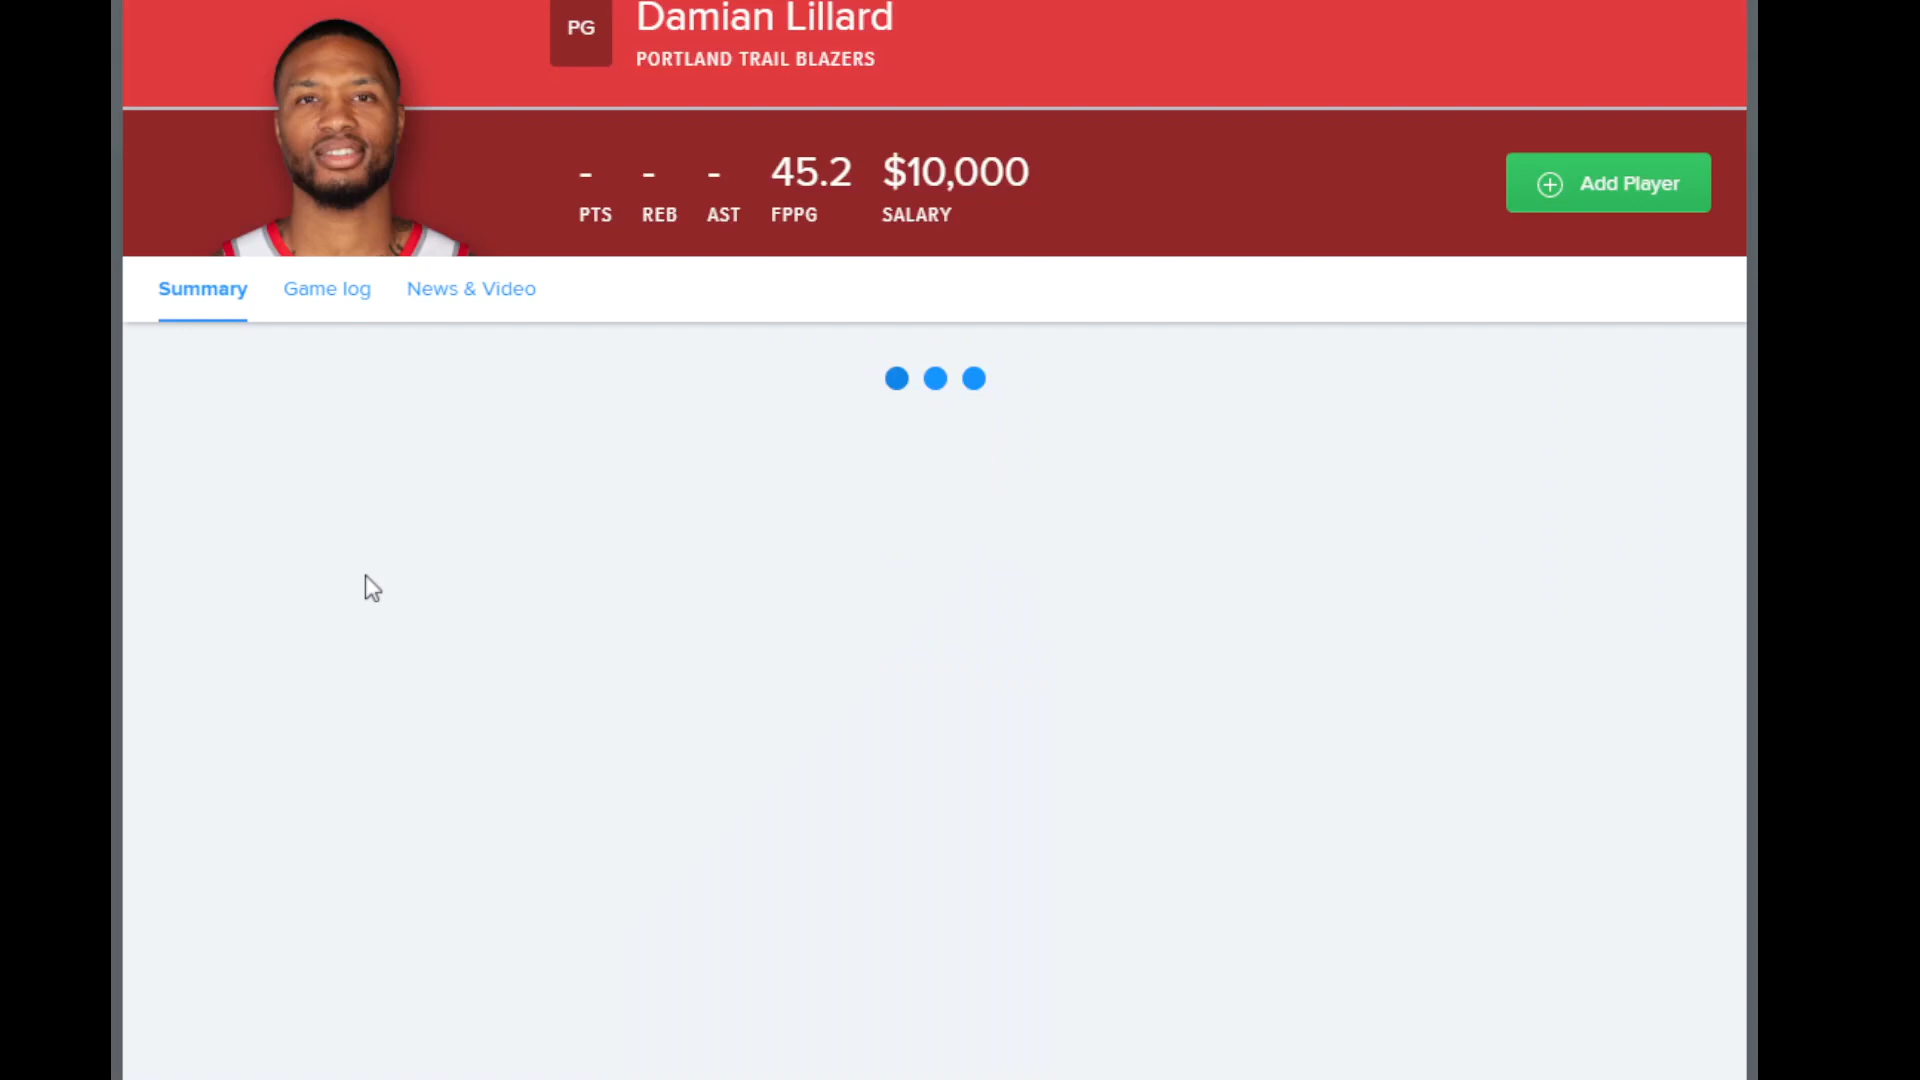 PG
Damian Lillard
PORTLAND TRAIL BLAZERS
- - - 45.2 $10,000
PTS REB AST FPPG SALARY
Add Player
Summary Game log News & Video